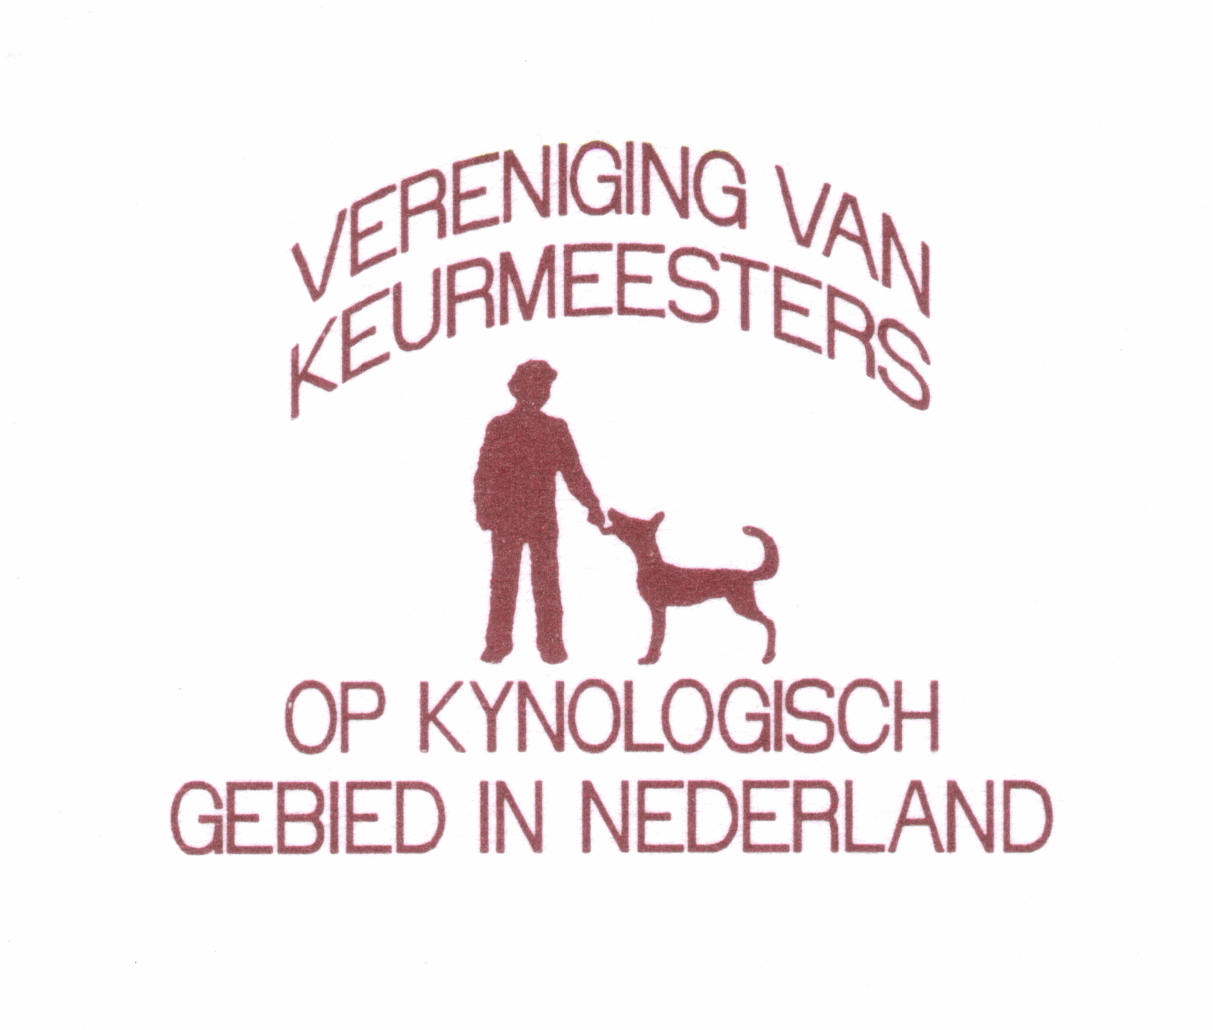 VERENIGING VAN
KEURMEESTERS
OP KYNOLOGISCH
GEBIED IN NEDERLAND